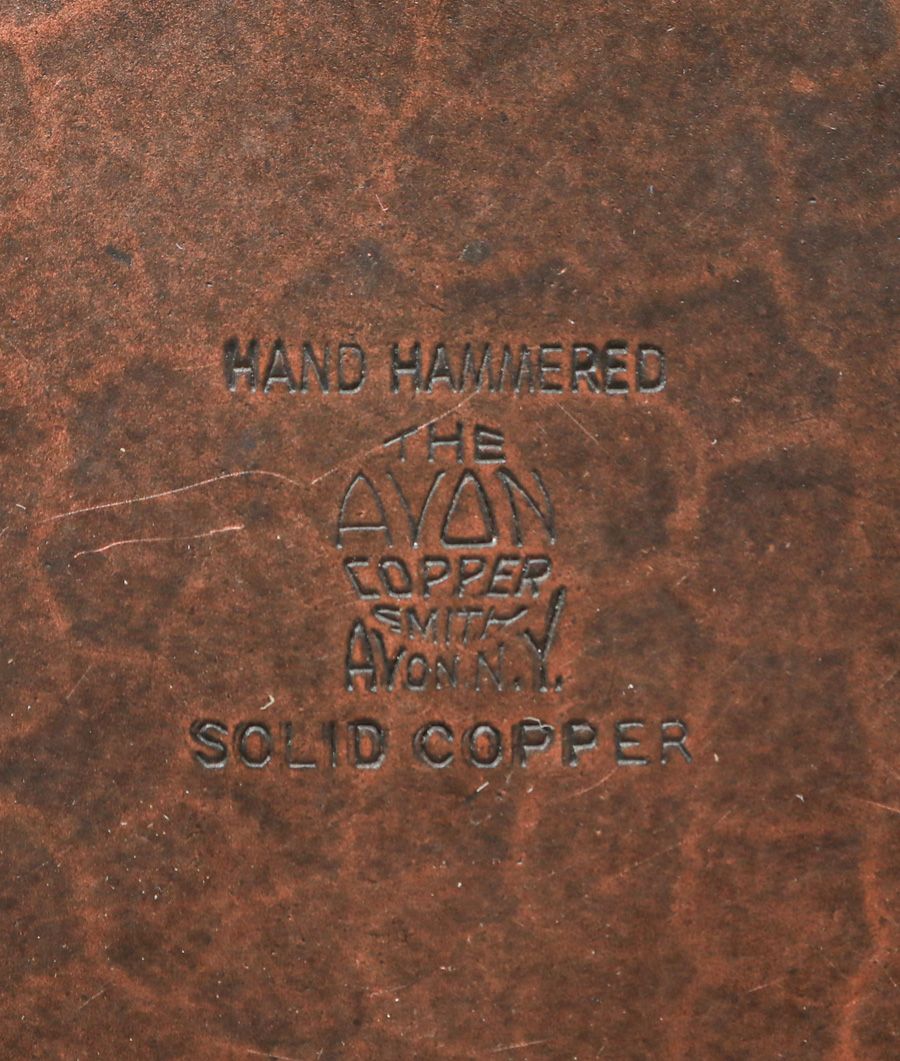 HAND HAMMERED
THE
AVON
COPPER
SMITH
AVON N.Y.
SOLID COPPER